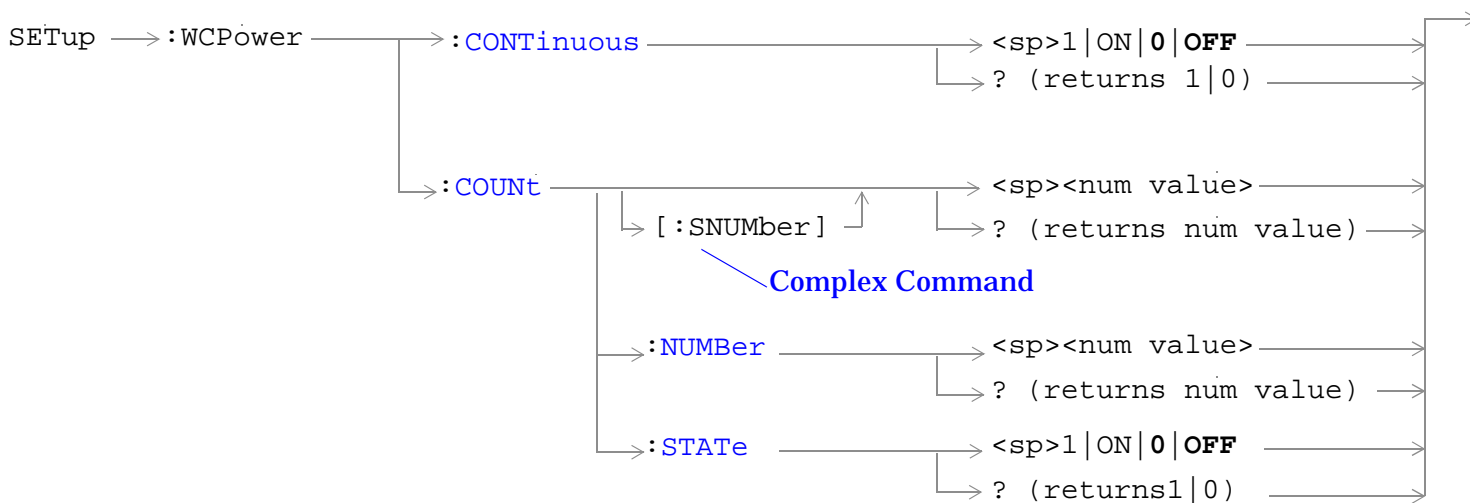 SETup :WCPower :CONTinuous <sp>1|ON|0|OFF
? (returns 1|0)
:COUNt <sp><num value>
[:SNUMber] ? (returns num value)
Complex Command
:NUMBer <sp><num value>
? (returns num value)
:STATe <sp>1|ON|0|OFF
? (returns1|0)